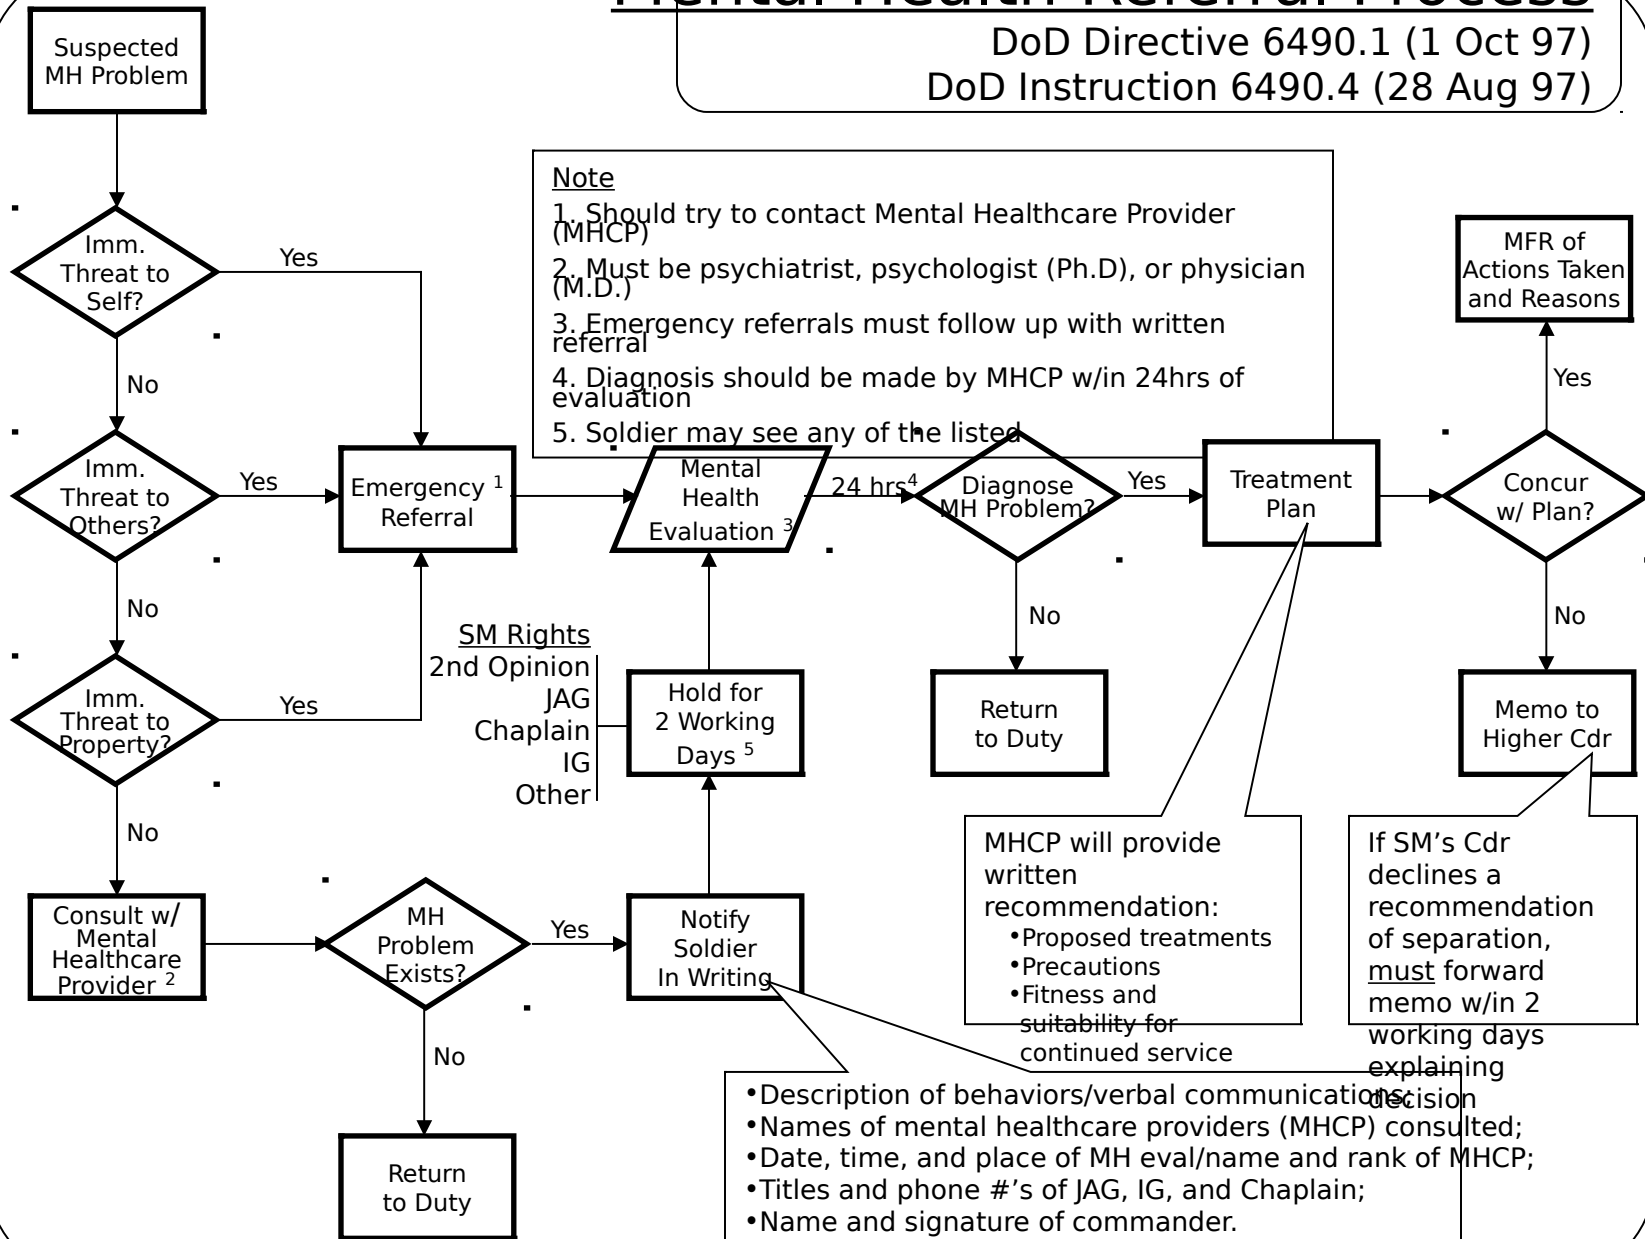 Mental Health Referral Process
DoD Directive 6490.1 (1 Oct 97)
DoD Instruction 6490.4 (28 Aug 97)
Suspected
MH Problem
Note
1. Should try to contact Mental Healthcare Provider
(MHCP)
2. Must be psychiatrist, psychologist (Ph.D), or physician
(M.D.)
3. Emergency referrals must follow up with written
referral
4. Diagnosis should be made by MHCP w/in 24hrs of
evaluation
5. Soldier may see any of the listed
Imm.
Threat to
Self?
Yes
No
Imm.
Threat to
Others?
Yes
No
Imm.
Threat to
Property?
Yes
No
Emergency 1
Referral
Mental
Health
Evaluation 3
24 hrs4
Diagnose
MH Problem?
Yes
No
Treatment
Plan
Concur
w/ Plan?
Yes
No
MFR of
Actions Taken
and Reasons
SM Rights
2nd Opinion
JAG
Chaplain
IG
Other
Hold for
2 Working
Days 5
Return
to Duty
Memo to
Higher Cdr
Consult w/
Mental
Healthcare
Provider 2
MH
Problem
Exists?
Yes
No
Notify
Soldier
In Writing
Return
to Duty
MHCP will provide
written
recommendation:
•Proposed treatments
•Precautions
•Fitness and
suitability for
continued service
If SM’s Cdr
declines a
recommendation
of separation,
must forward
memo w/in 2
working days
explaining
decision
•Description of behaviors/verbal communications;
•Names of mental healthcare providers (MHCP) consulted;
•Date, time, and place of MH eval/name and rank of MHCP;
•Titles and phone #’s of JAG, IG, and Chaplain;
•Name and signature of commander.